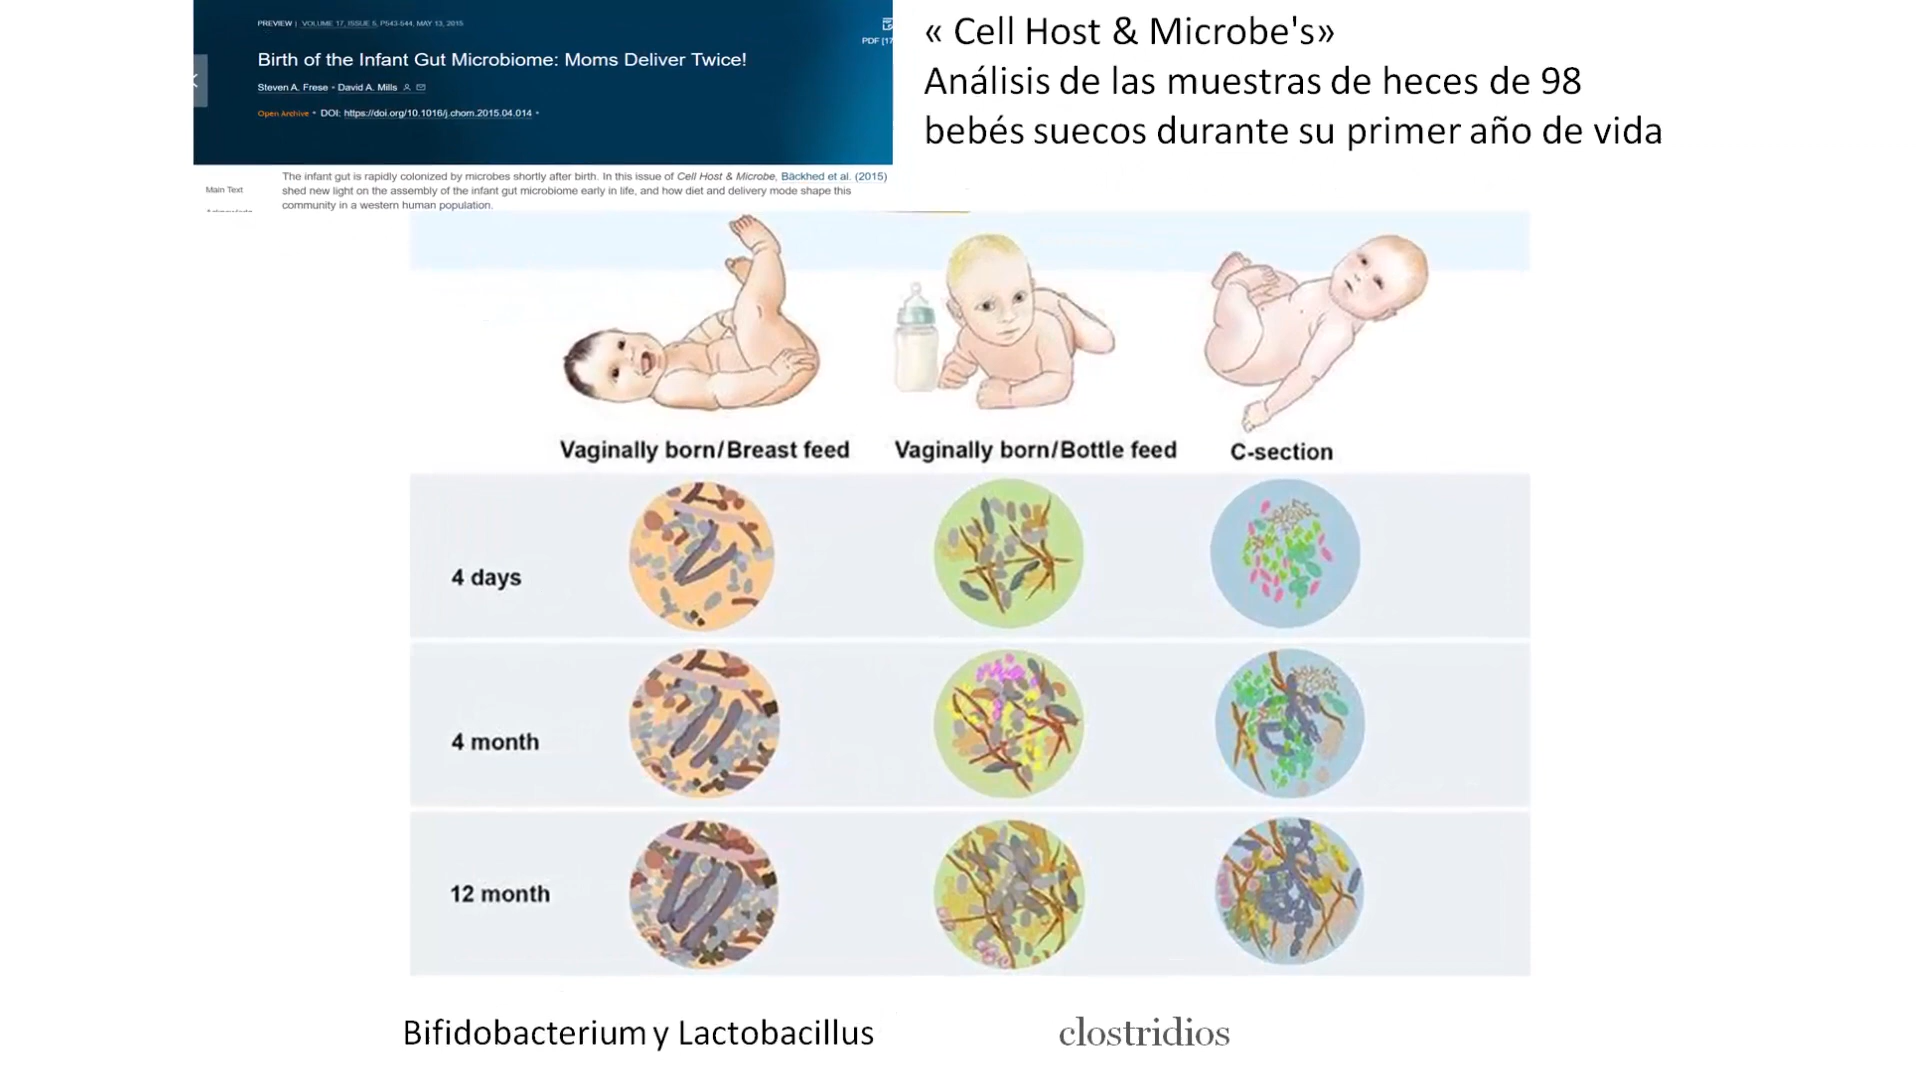 PREVIEW | VOLUME 17, ISSUE 5, P543-544, MAY 13, 2015
PDF [17
Birth of the Infant Gut Microbiome: Moms Deliver Twice!
Steven A. Frese • David A. Mills
Open Archive • DOI: https://doi.org/10.1016/j.chom.2015.04.014 •
The infant gut is rapidly colonized by microbes shortly after birth. In this issue of Cell Host & Microbe, Bäckhed et al. (2015)
Main Text
shed new light on the assembly of the infant gut microbiome early in life, and how diet and delivery mode shape this
community in a western human population.
« Cell Host & Microbe's»
Análisis de las muestras de heces de 98
bebés suecos durante su primer año de vida
Vaginally born/Breast feed
Vaginally born/Bottle feed
C-section
4 days
4 month
12 month
Bifidobacterium y Lactobacillus
clostridios